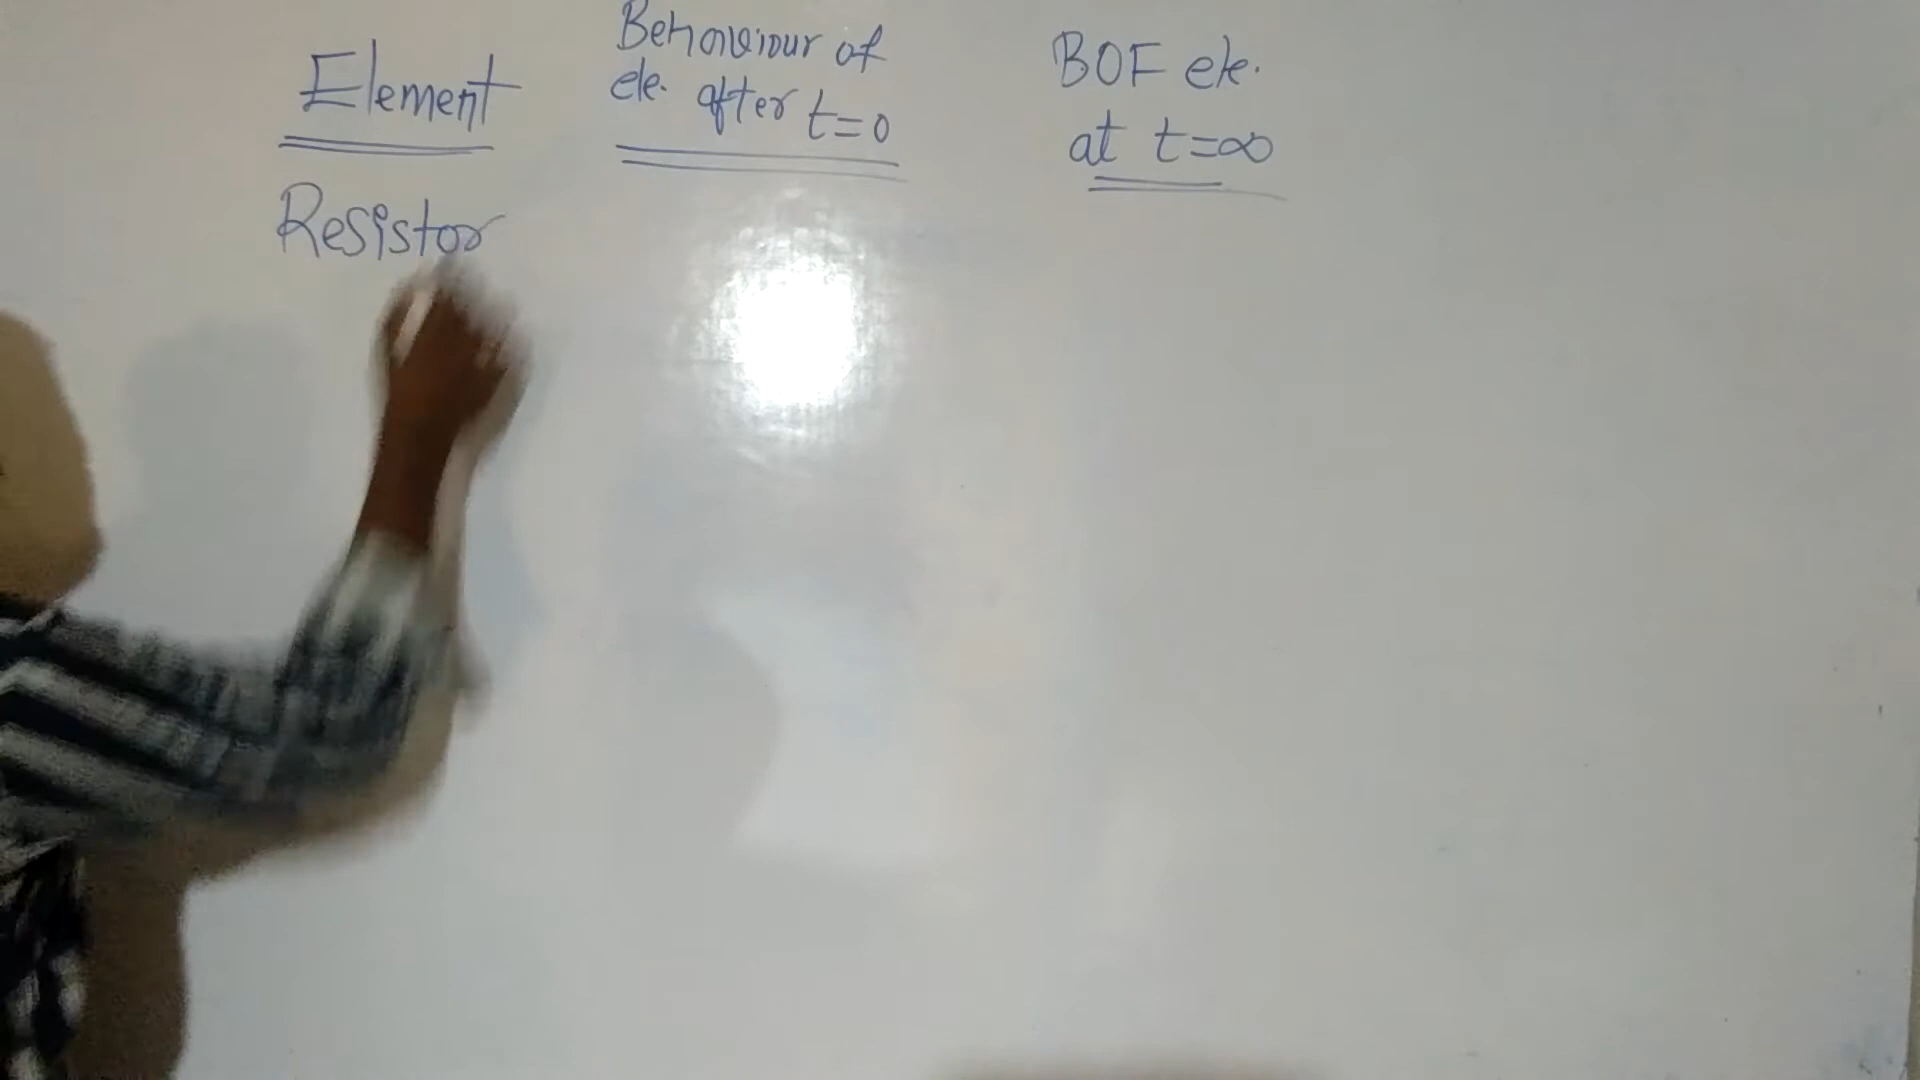 Element
Behaviour of
ele. after t=0
BOF ele.
at t=∞
Resistor